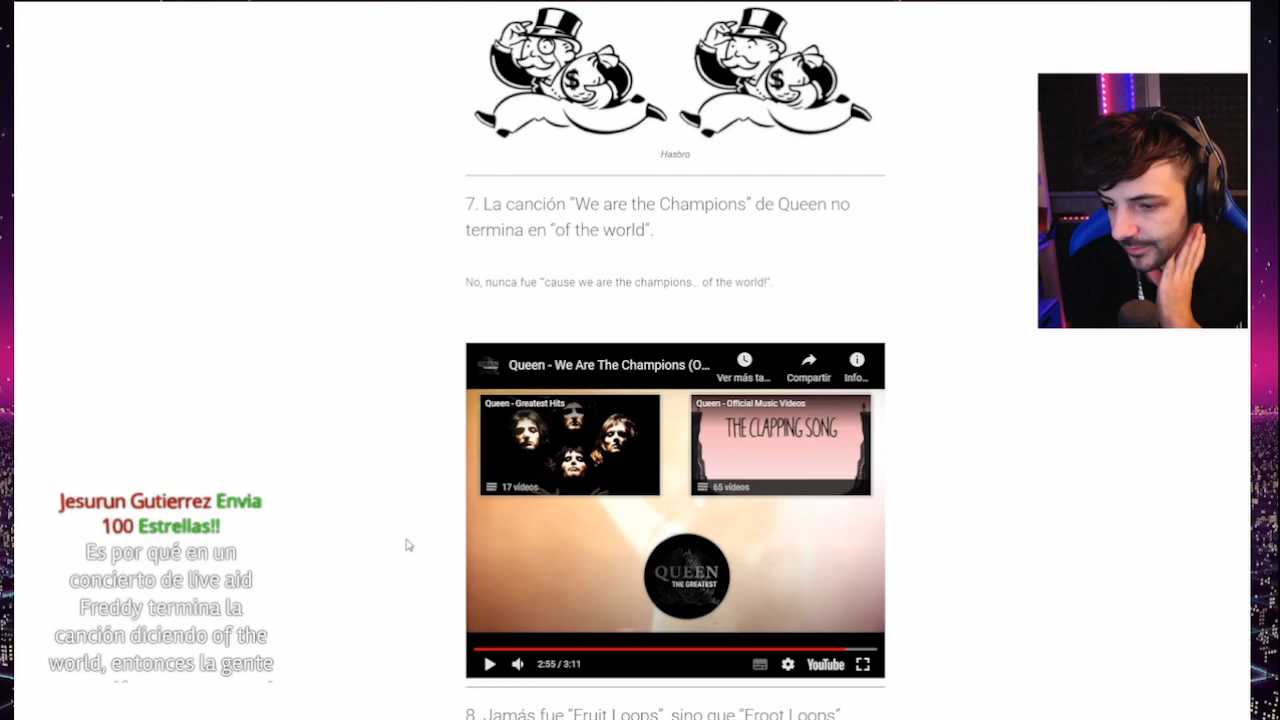 $
$
Hasbro
7. La canción “We are the Champions” de Queen no
termina en “of the world”.
No, nunca fue “‘cause we are the champions… of the world!”.
Queen - We Are The Champions (O...
Ver más ta...
Compartir
Info...
Queen - Greatest Hits
Queen - Official Music Videos
THE CLAPPING SONG
17 vídeos
65 vídeos
QUEEN
THE GREATEST
2:55 / 3:11
YouTube
Jesurun Gutierrez Envia
100 Estrellas!!
Es por qué en un
concierto de live aid
Freddy termina la
canción diciendo of the
world, entonces la gente
8. Jamás fue “Fruit Loops”, sino que “Froot Loops”